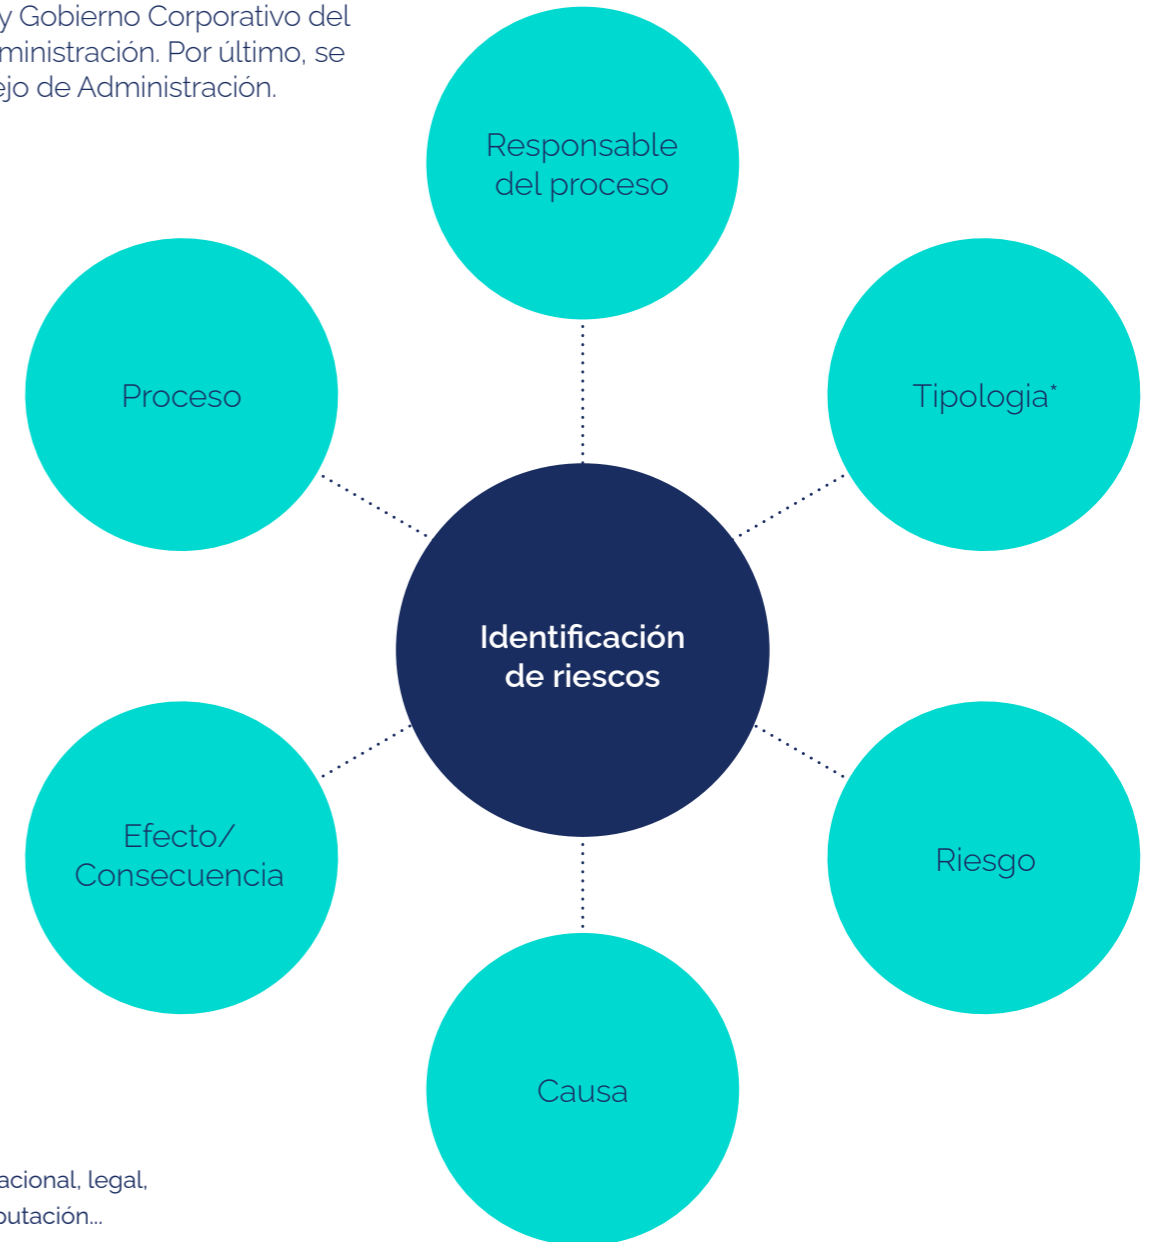 y Gobierno Corporativo del
ministración. Por último, se
ejo de Administración.
Responsable
del proceso
Proceso
Tipologia*
Identificación
de riescos
Efecto/
Consecuencia
Riesgo
Causa
acional, legal,
putación...